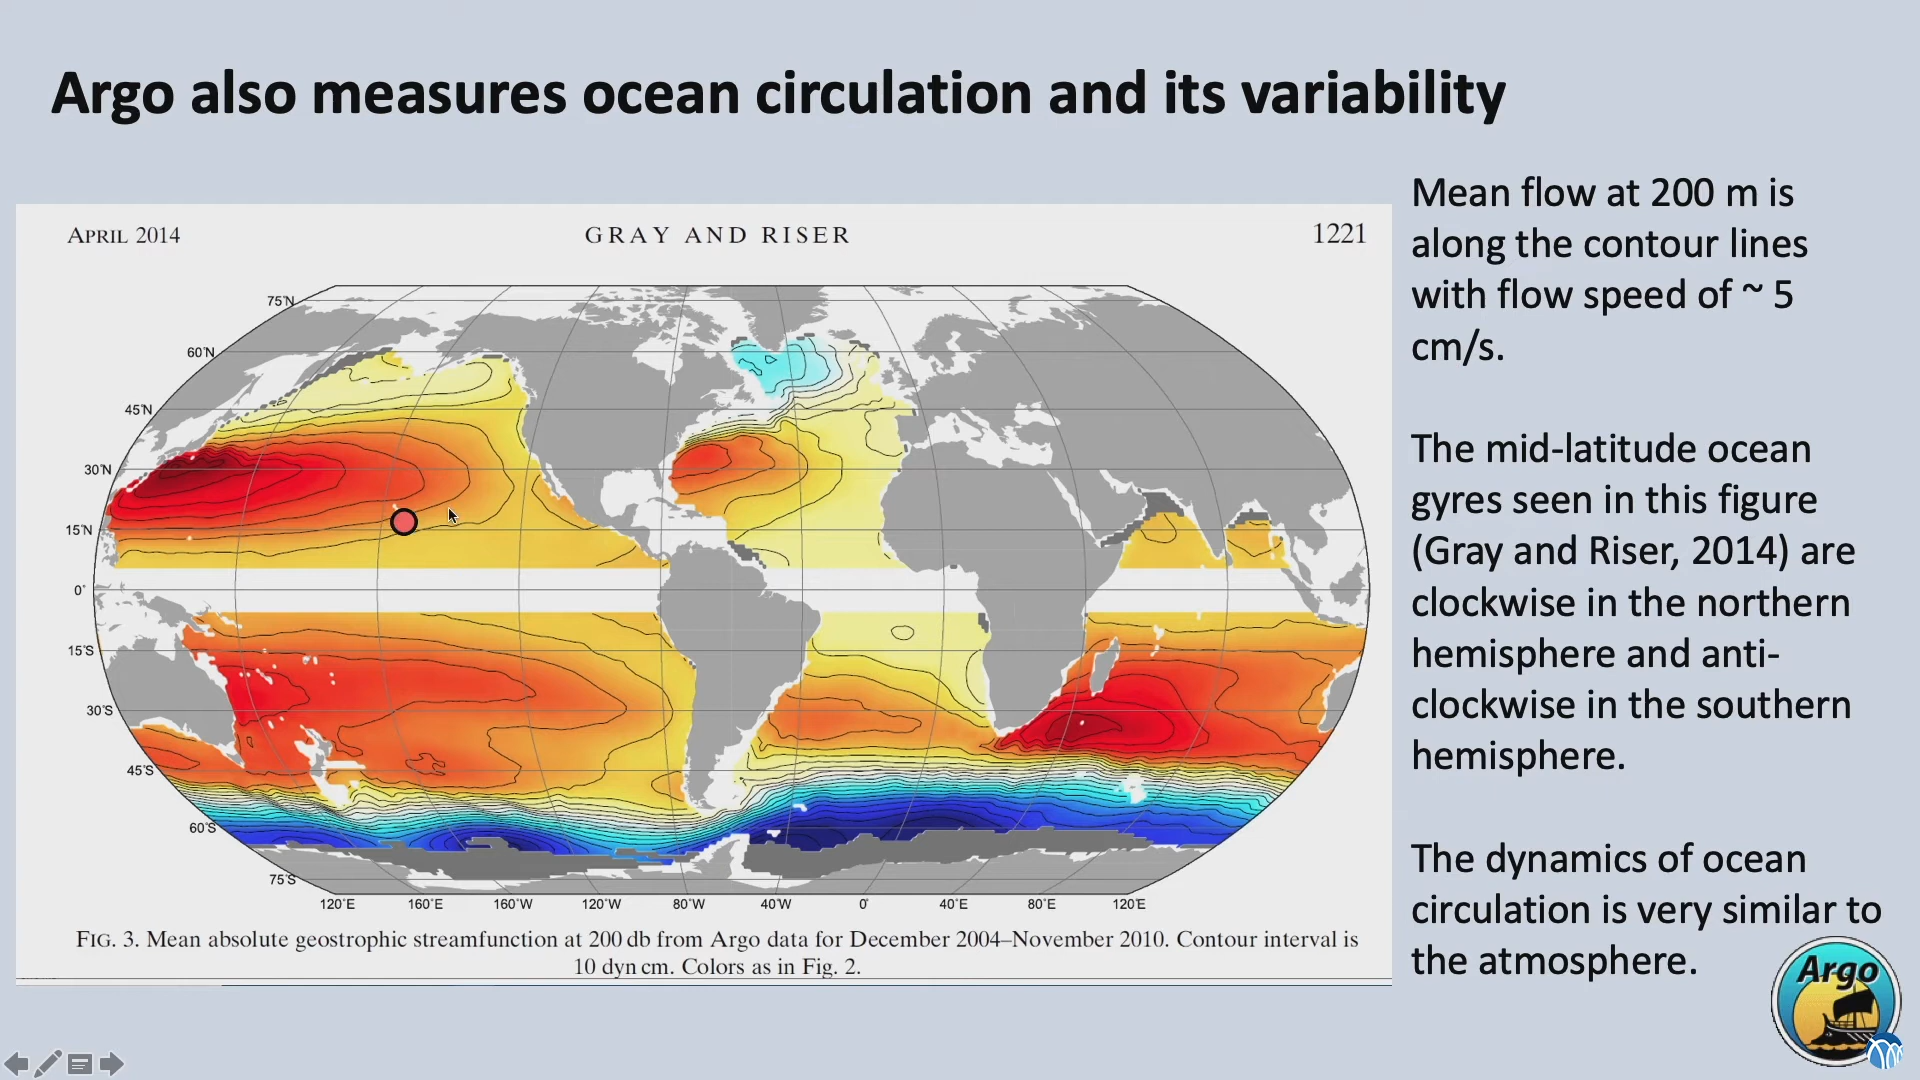 Argo also measures ocean circulation and its variability
APRIL 2014
GRAY AND RISER
1221
75°N
60°N
45°N
30°N
15°N
0°
15°S
30°S
45°S
60°S
75°S
120°E
160°E
160°W
120°W
80°W
40°W
0°
40°E
80°E
120°E
FIG. 3. Mean absolute geostrophic streamfunction at 200 db from Argo data for December 2004–November 2010. Contour interval is
10 dyn cm. Colors as in Fig. 2.
Mean flow at 200 m is
along the contour lines
with flow speed of ~ 5
cm/s.
The mid-latitude ocean
gyres seen in this figure
(Gray and Riser, 2014) are
clockwise in the northern
hemisphere and anti-
clockwise in the southern
hemisphere.
The dynamics of ocean
circulation is very similar to
the atmosphere.
Argo